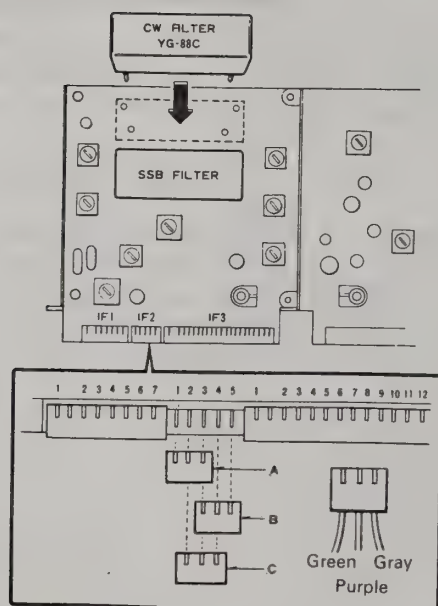 CW FILTER
YG-88C
SSB FILTER
IF1 IF2 IF3
1 2 3 4 5 6 7 1 2 3 4 5 1 2 3 4 5 6 7 8 9 10 11 12
A
B
C
Green Gray
Purple